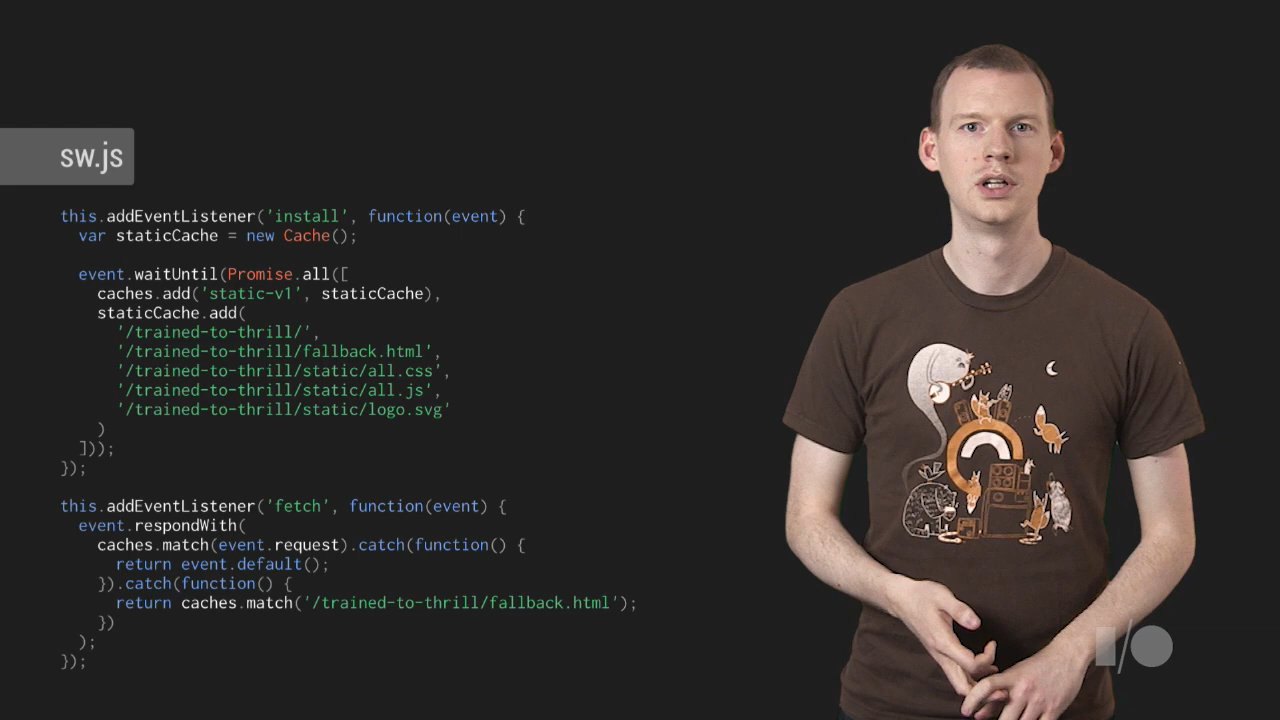 sw.js
this.addEventListener('install', function(event) {
  var staticCache = new Cache();

  event.waitUntil(Promise.all([
    caches.add('static-v1', staticCache),
    staticCache.add(
      '/trained-to-thrill/',
      '/trained-to-thrill/fallback.html',
      '/trained-to-thrill/static/all.css',
      '/trained-to-thrill/static/all.js',
      '/trained-to-thrill/static/logo.svg'
    )
  ]));
});

this.addEventListener('fetch', function(event) {
  event.respondWith(
    caches.match(event.request).catch(function() {
      return event.default();
    }).catch(function() {
      return caches.match('/trained-to-thrill/fallback.html');
    })
  );
});
I/O